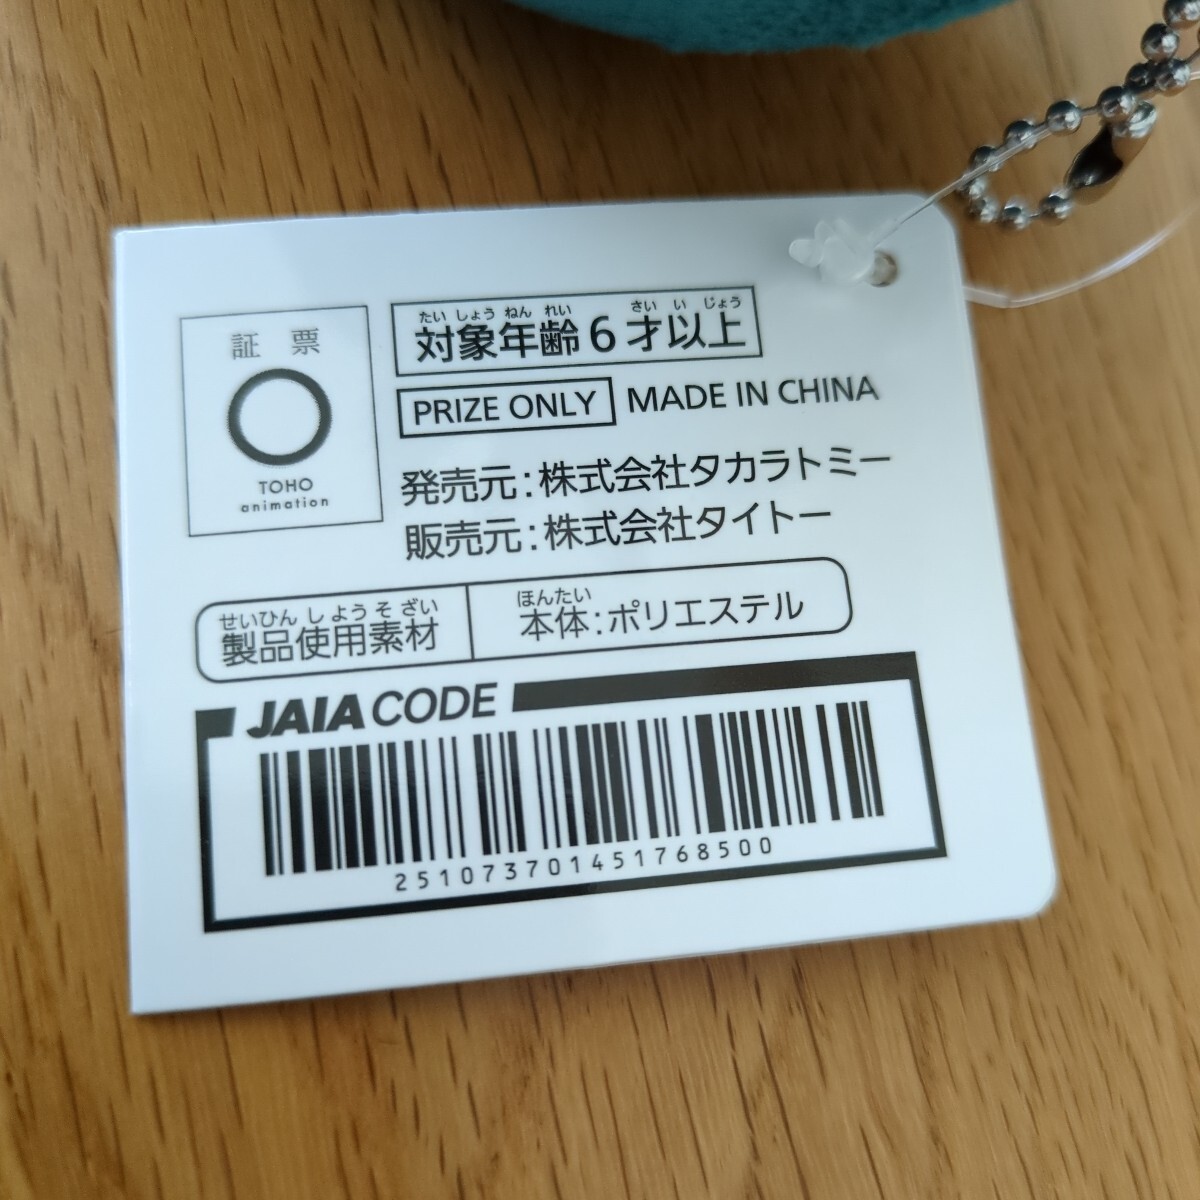 証票
TOHO
animation
たいしょうねんれい さいいじょう
対象年齢6才以上
PRIZE ONLY MADE IN CHINA
発売元:株式会社タカラトミー
販売元:株式会社タイトー
せいひんしようそざい
製品使用素材
ほんたい
本体:ポリエステル
JAIA CODE
251073701451768500